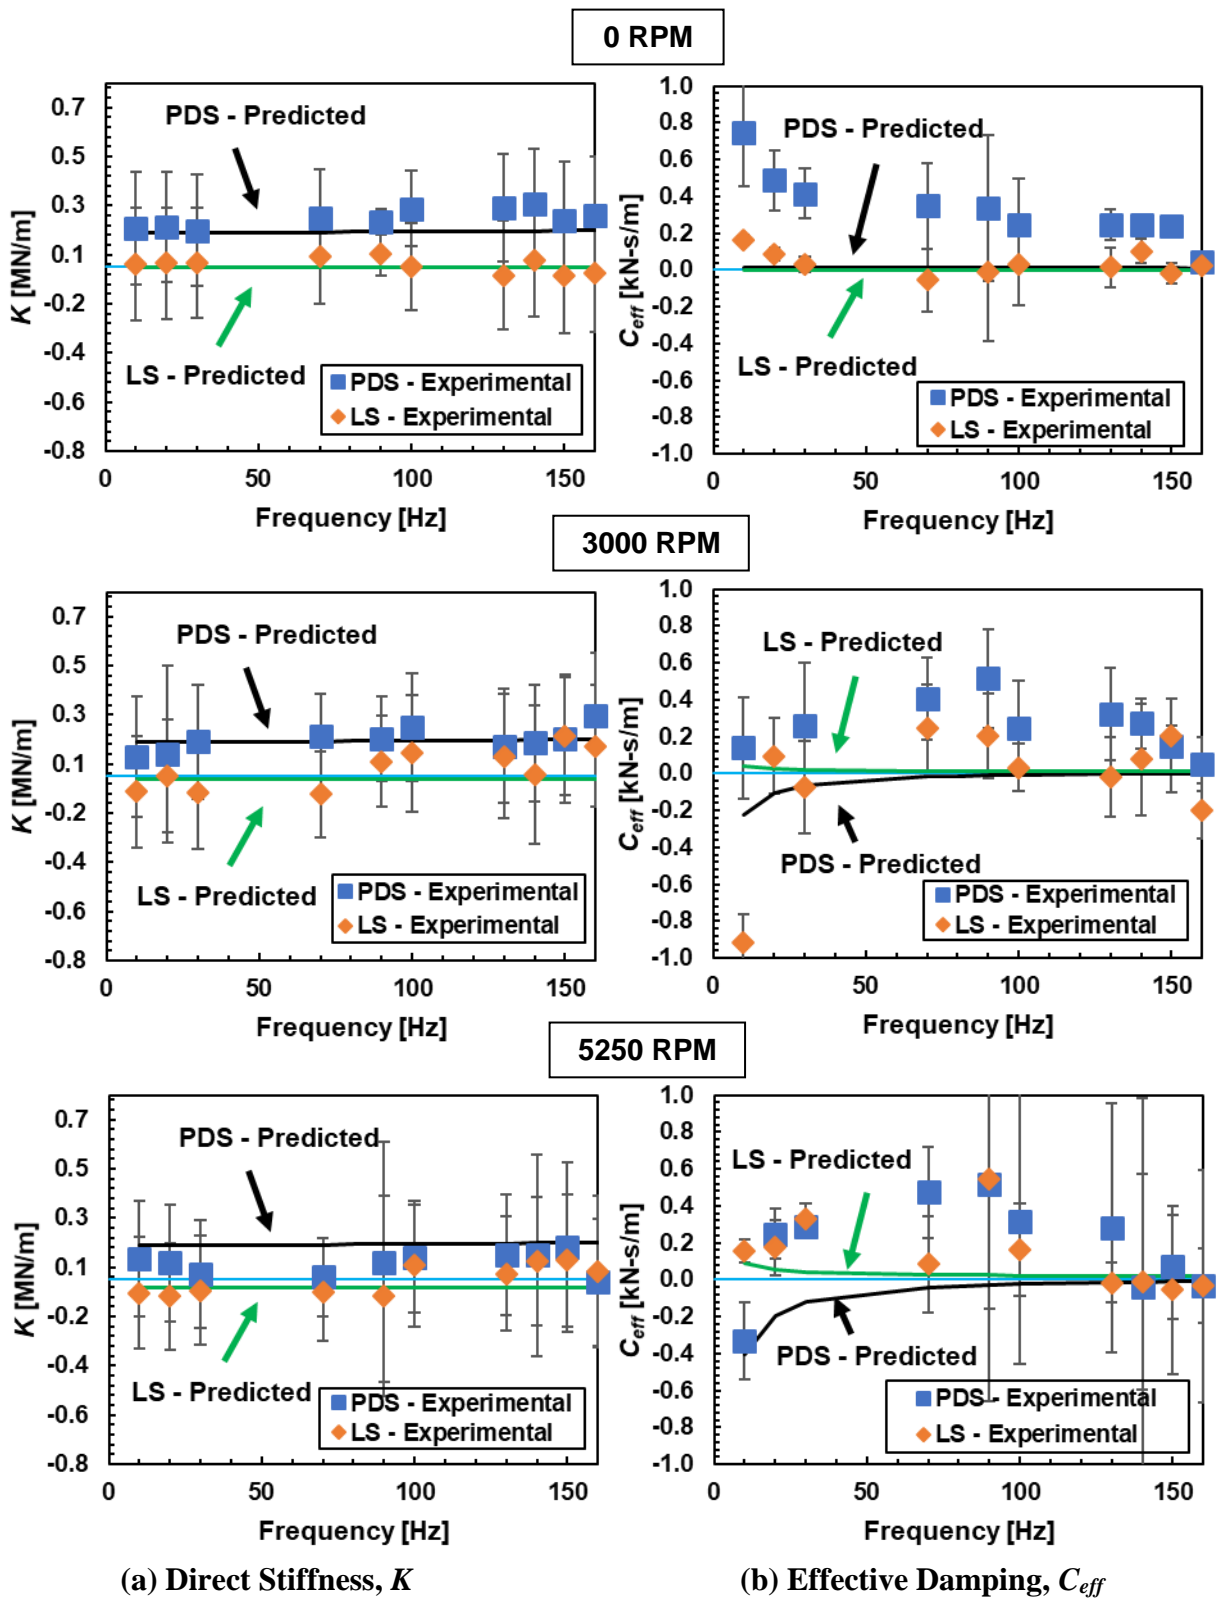 0 RPM
0.7
0.5
0.3
0.1
-0.2
-0.4
-0.6
-0.8
K [MN/m]
PDS - Predicted
LS - Predicted
PDS - Experimental
LS - Experimental
0 50 100 150
Frequency [Hz]
1.0
0.8
0.6
0.4
0.2
0.0
-0.2
-0.4
-0.6
-0.8
-1.0
Ceff [kN-s/m]
PDS - Predicted
LS - Predicted
PDS - Experimental
LS - Experimental
0 50 100 150
Frequency [Hz]
3000 RPM
0.7
0.5
0.3
0.1
-0.2
-0.4
-0.6
-0.8
K [MN/m]
PDS - Predicted
LS - Predicted
PDS - Experimental
LS - Experimental
0 50 100 150
Frequency [Hz]
1.0
0.8
0.6
0.4
0.2
0.0
-0.2
-0.4
-0.6
-0.8
-1.0
Ceff [kN-s/m]
LS - Predicted
PDS - Predicted
PDS - Experimental
LS - Experimental
0 50 100 150
Frequency [Hz]
5250 RPM
0.7
0.5
0.3
0.1
-0.2
-0.4
-0.6
-0.8
K [MN/m]
PDS - Predicted
LS - Predicted
PDS - Experimental
LS - Experimental
0 50 100 150
Frequency [Hz]
1.0
0.8
0.6
0.4
0.2
0.0
-0.2
-0.4
-0.6
-0.8
-1.0
Ceff [kN-s/m]
LS - Predicted
PDS - Predicted
PDS - Experimental
LS - Experimental
0 50 100 150
Frequency [Hz]
(a) Direct Stiffness, K
(b) Effective Damping, Ceff